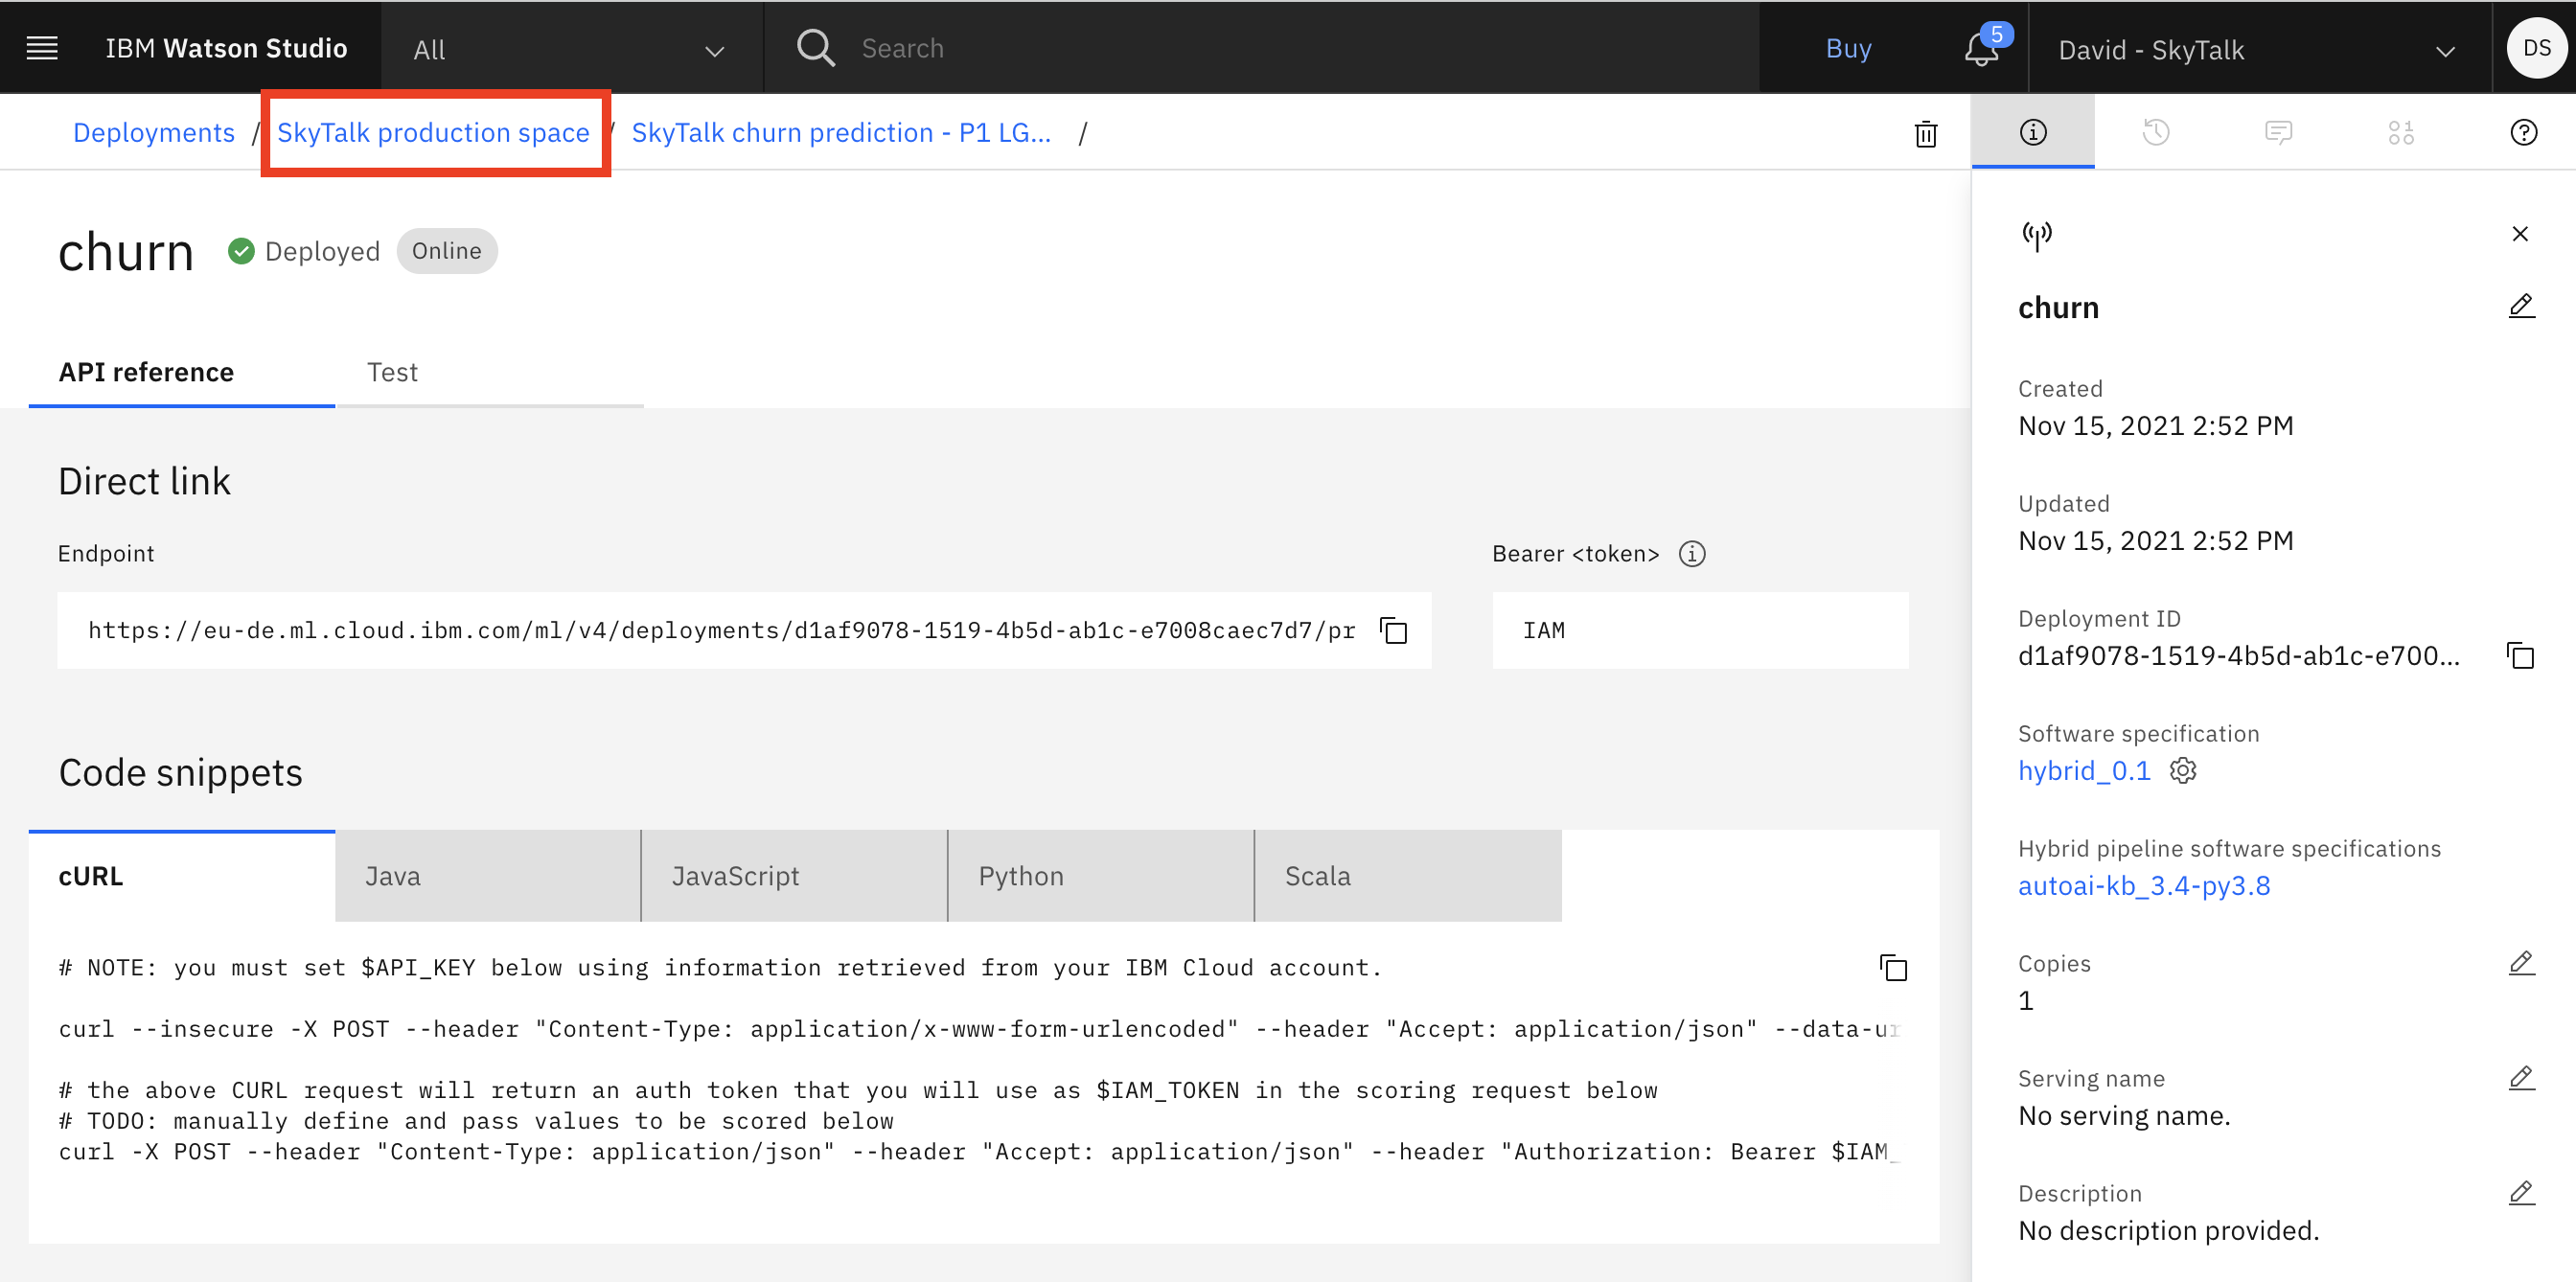 IBM Watson Studio
All
Search
Buy
5
David - SkyTalk
DS
Deployments / SkyTalk production space / SkyTalk churn prediction - P1 LG... /
churn
Deployed
Online
API reference
Test
Direct link
Endpoint
Bearer <token>
https://eu-de.ml.cloud.ibm.com/ml/v4/deployments/d1af9078-1519-4b5d-ab1c-e7008caec7d7/pr
IAM
Code snippets
cURL
Java
JavaScript
Python
Scala
# NOTE: you must set $API_KEY below using information retrieved from your IBM Cloud account.
curl --insecure -X POST --header "Content-Type: application/x-www-form-urlencoded" --header "Accept: application/json" --data-ur
# the above CURL request will return an auth token that you will use as $IAM_TOKEN in the scoring request below
# TODO: manually define and pass values to be scored below
curl -X POST --header "Content-Type: application/json" --header "Accept: application/json" --header "Authorization: Bearer $IAM_
churn
Created
Nov 15, 2021 2:52 PM
Updated
Nov 15, 2021 2:52 PM
Deployment ID
d1af9078-1519-4b5d-ab1c-e700...
Software specification
hybrid_0.1
Hybrid pipeline software specifications
autoai-kb_3.4-py3.8
Copies
1
Serving name
No serving name.
Description
No description provided.